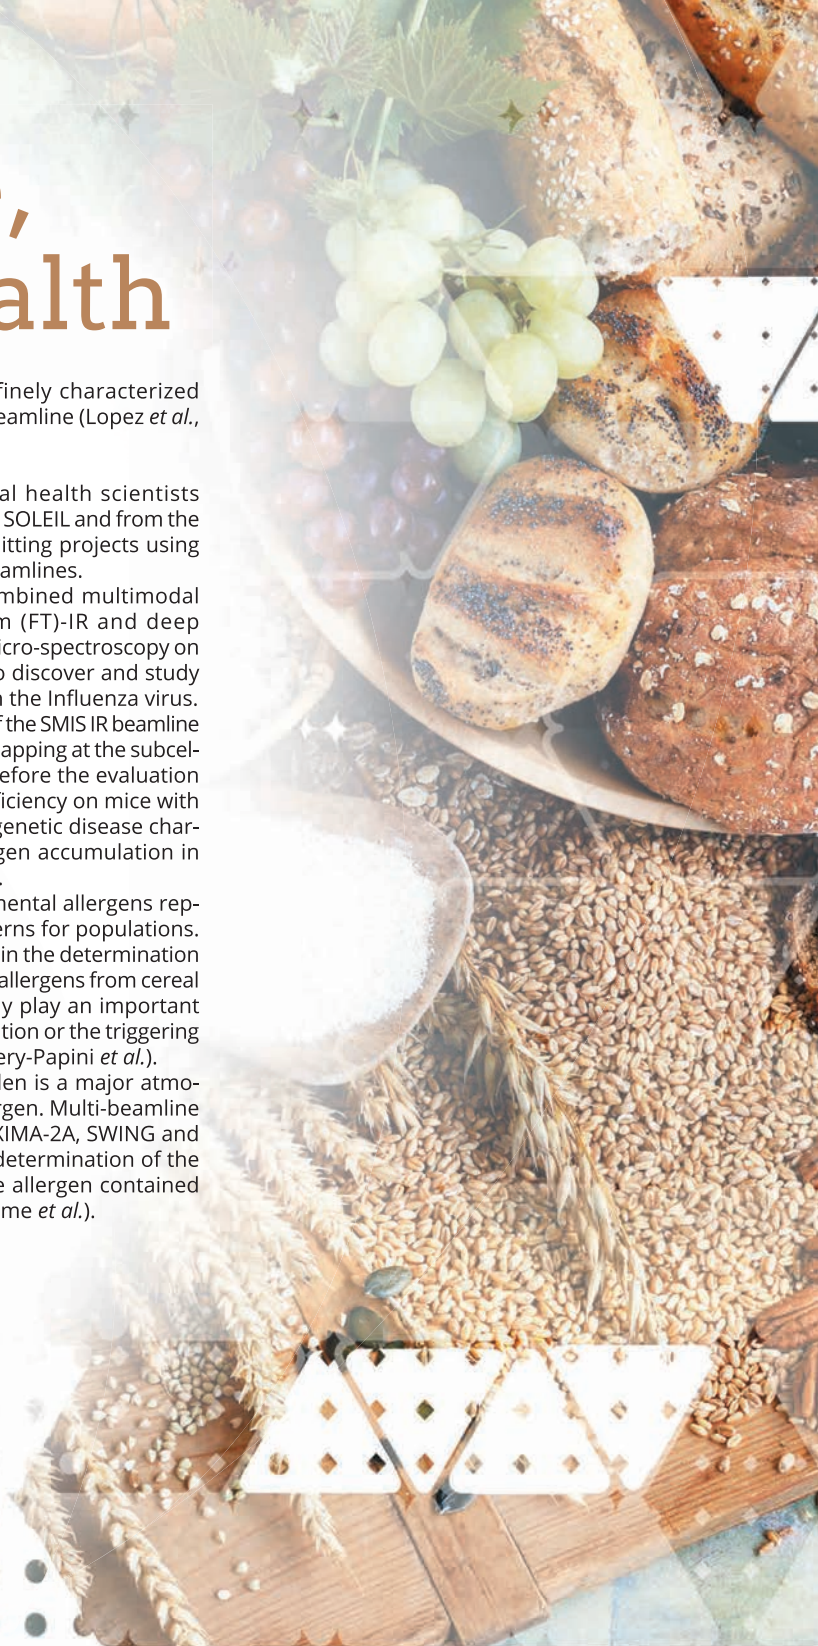 ,
alth
finely characterized
eamline (Lopez et al.,
al health scientists
SOLEIL and from the
itting projects using
amlines.
mbined multimodal
m (FT)-IR and deep
icro-spectroscopy on
o discover and study
n the Influenza virus.
f the SMIS IR beamline
apping at the subcel-
efore the evaluation
ficiency on mice with
genetic disease char-
gen accumulation in
.
mental allergens rep-
erns for populations.
in the determination
allergens from cereal
y play an important
tion or the triggering
ery-Papini et al.).
len is a major atmo-
rgen. Multi-beamline
XIMA-2A, SWING and
determination of the
e allergen contained
me et al.).